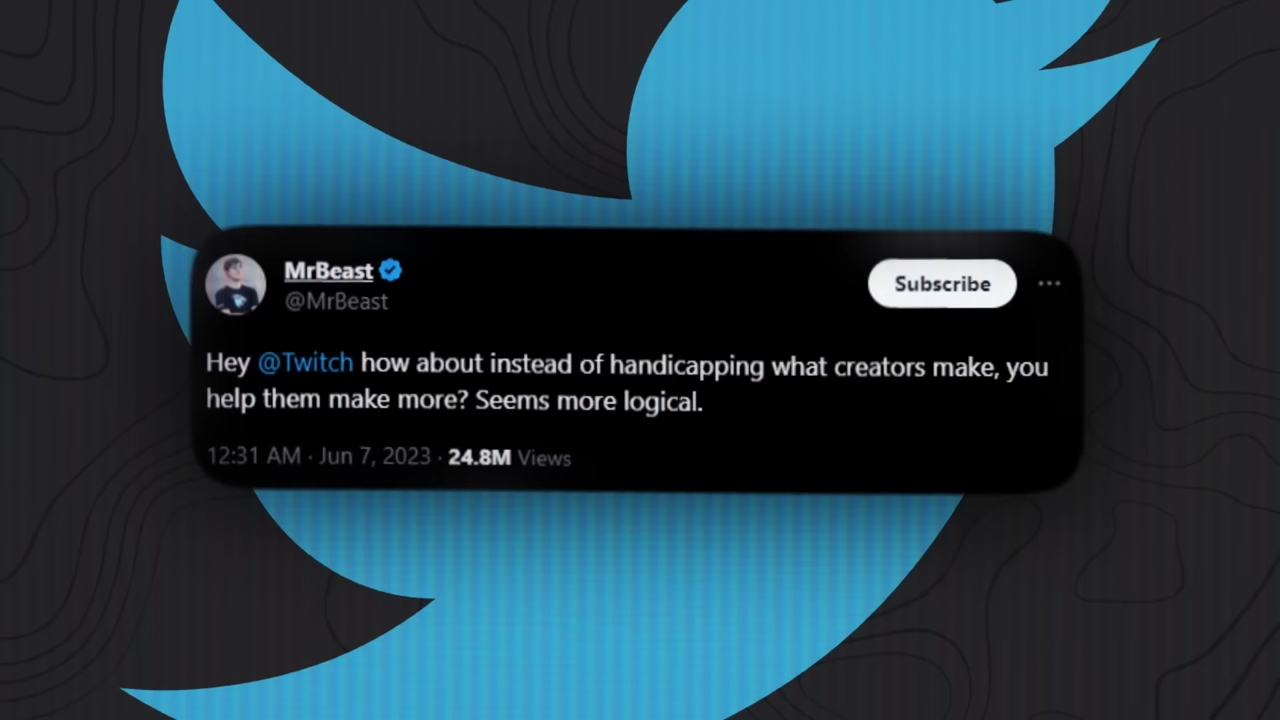 MrBeast
@MrBeast
Subscribe
Hey @Twitch how about instead of handicapping what creators make, you
help them make more? Seems more logical.
12:31 AM · Jun 7, 2023 · 24.8M Views